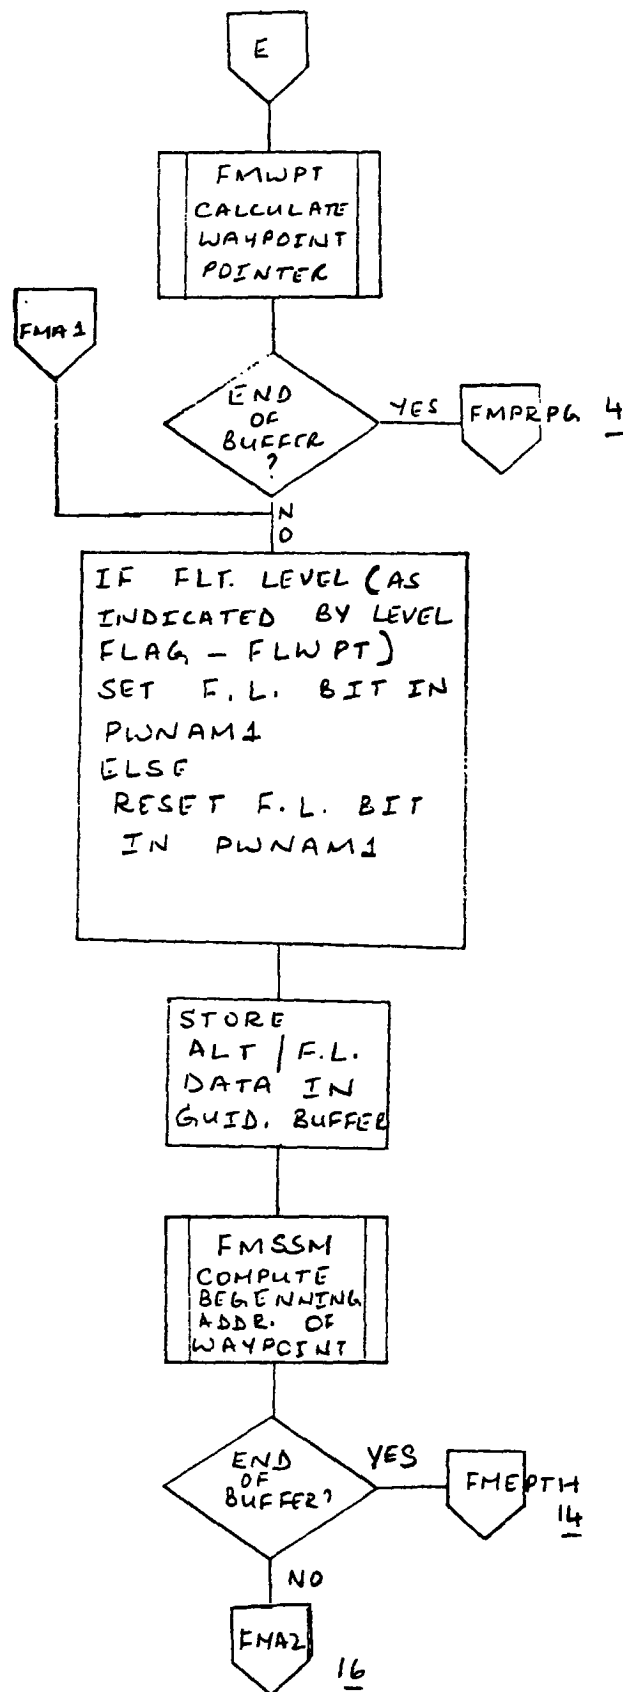 E
FMWPT
CALCULATE
WAYPOINT
POINTER
FMA1
END
OF
BUFFER
?
YES
FMPRPG 4
N
O
IF FLT. LEVEL (AS
INDICATED BY LEVEL
FLAG - FLWPT)
SET F.L. BIT IN
PWNAM1
ELSE
RESET F.L. BIT
IN PWNAM1
STORE
ALT / F.L.
DATA IN
GUID. BUFFER
FMSSM
COMPUTE
BEGINNING
ADDR. OF
WAYPOINT
END
OF
BUFFER?
YES
FMEPTH
14
NO
FMA2
16